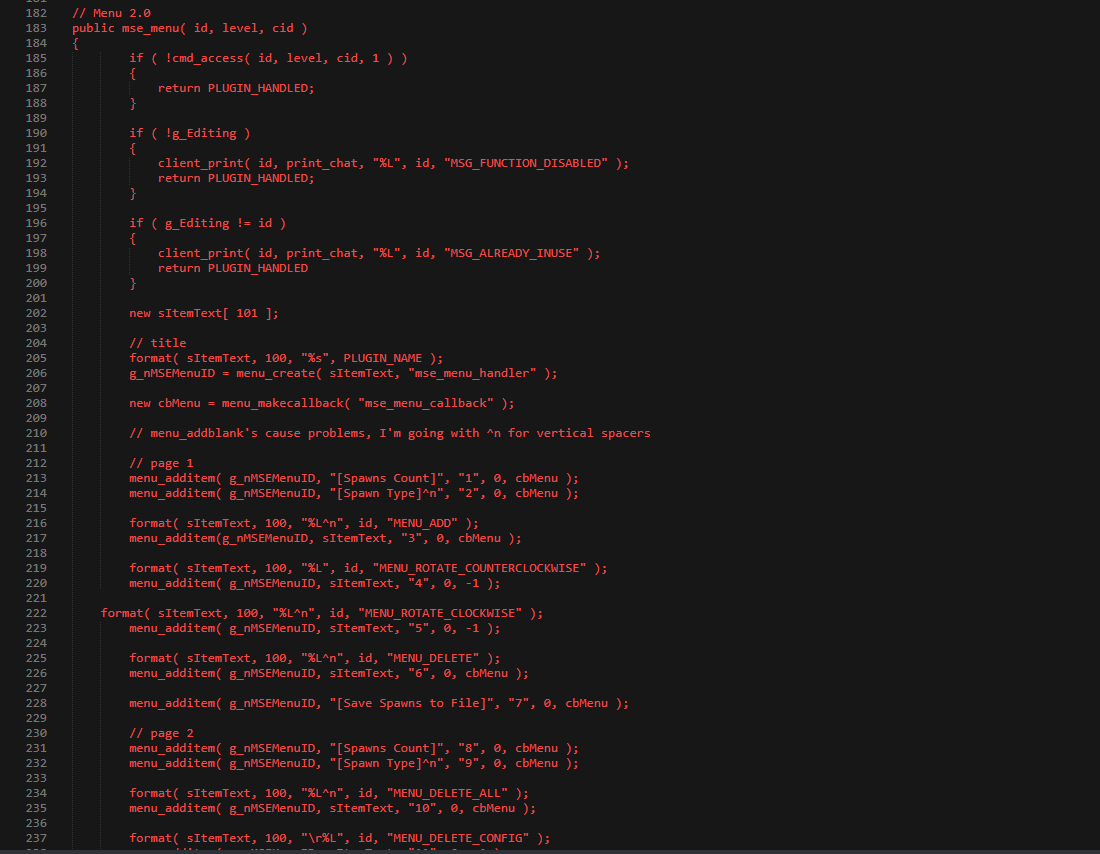 182 // Menu 2.0
183 public mse_menu( id, level, cid )
184 {
185 if ( !cmd_access( id, level, cid, 1 ) )
186 {
187 return PLUGIN_HANDLED;
188 }
189
190 if ( !g_Editing )
191 {
192 client_print( id, print_chat, "%L", id, "MSG_FUNCTION_DISABLED" );
193 return PLUGIN_HANDLED;
194 }
195
196 if ( g_Editing != id )
197 {
198 client_print( id, print_chat, "%L", id, "MSG_ALREADY_INUSE" );
199 return PLUGIN_HANDLED
200 }
201
202 new sItemText[ 101 ];
203
204 // title
205 format( sItemText, 100, "%s", PLUGIN_NAME );
206 g_nMSEMenuID = menu_create( sItemText, "mse_menu_handler" );
207
208 new cbMenu = menu_makecallback( "mse_menu_callback" );
209
210 // menu_addblank's cause problems, I'm going with ^n for vertical spacers
211
212 // page 1
213 menu_additem( g_nMSEMenuID, "[Spawns Count]", "1", 0, cbMenu );
214 menu_additem( g_nMSEMenuID, "[Spawn Type]^n", "2", 0, cbMenu );
215
216 format( sItemText, 100, "%L^n", id, "MENU_ADD" );
217 menu_additem(g_nMSEMenuID, sItemText, "3", 0, cbMenu );
218
219 format( sItemText, 100, "%L", id, "MENU_ROTATE_COUNTERCLOCKWISE" );
220 menu_additem( g_nMSEMenuID, sItemText, "4", 0, -1 );
221
222 format( sItemText, 100, "%L^n", id, "MENU_ROTATE_CLOCKWISE" );
223 menu_additem( g_nMSEMenuID, sItemText, "5", 0, -1 );
224
225 format( sItemText, 100, "%L^n", id, "MENU_DELETE" );
226 menu_additem( g_nMSEMenuID, sItemText, "6", 0, cbMenu );
227
228 menu_additem( g_nMSEMenuID, "[Save Spawns to File]", "7", 0, cbMenu );
229
230 // page 2
231 menu_additem( g_nMSEMenuID, "[Spawns Count]", "8", 0, cbMenu );
232 menu_additem( g_nMSEMenuID, "[Spawn Type]^n", "9", 0, cbMenu );
233
234 format( sItemText, 100, "%L^n", id, "MENU_DELETE_ALL" );
235 menu_additem( g_nMSEMenuID, sItemText, "10", 0, cbMenu );
236
237 format( sItemText, 100, "\r%L", id, "MENU_DELETE_CONFIG" );